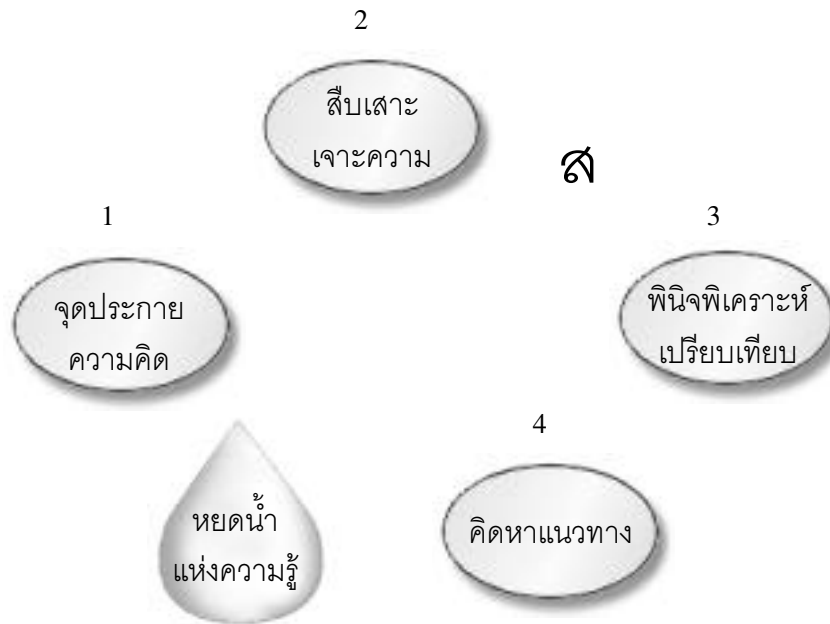 2
สืบเสาะ
เจาะความ
ส
1
จุดประกาย
ความคิด
3
พินิจพิเคราะห์
เปรียบเทียบ
4
คิดหาแนวทาง
หยดน้ำ
แห่งความรู้